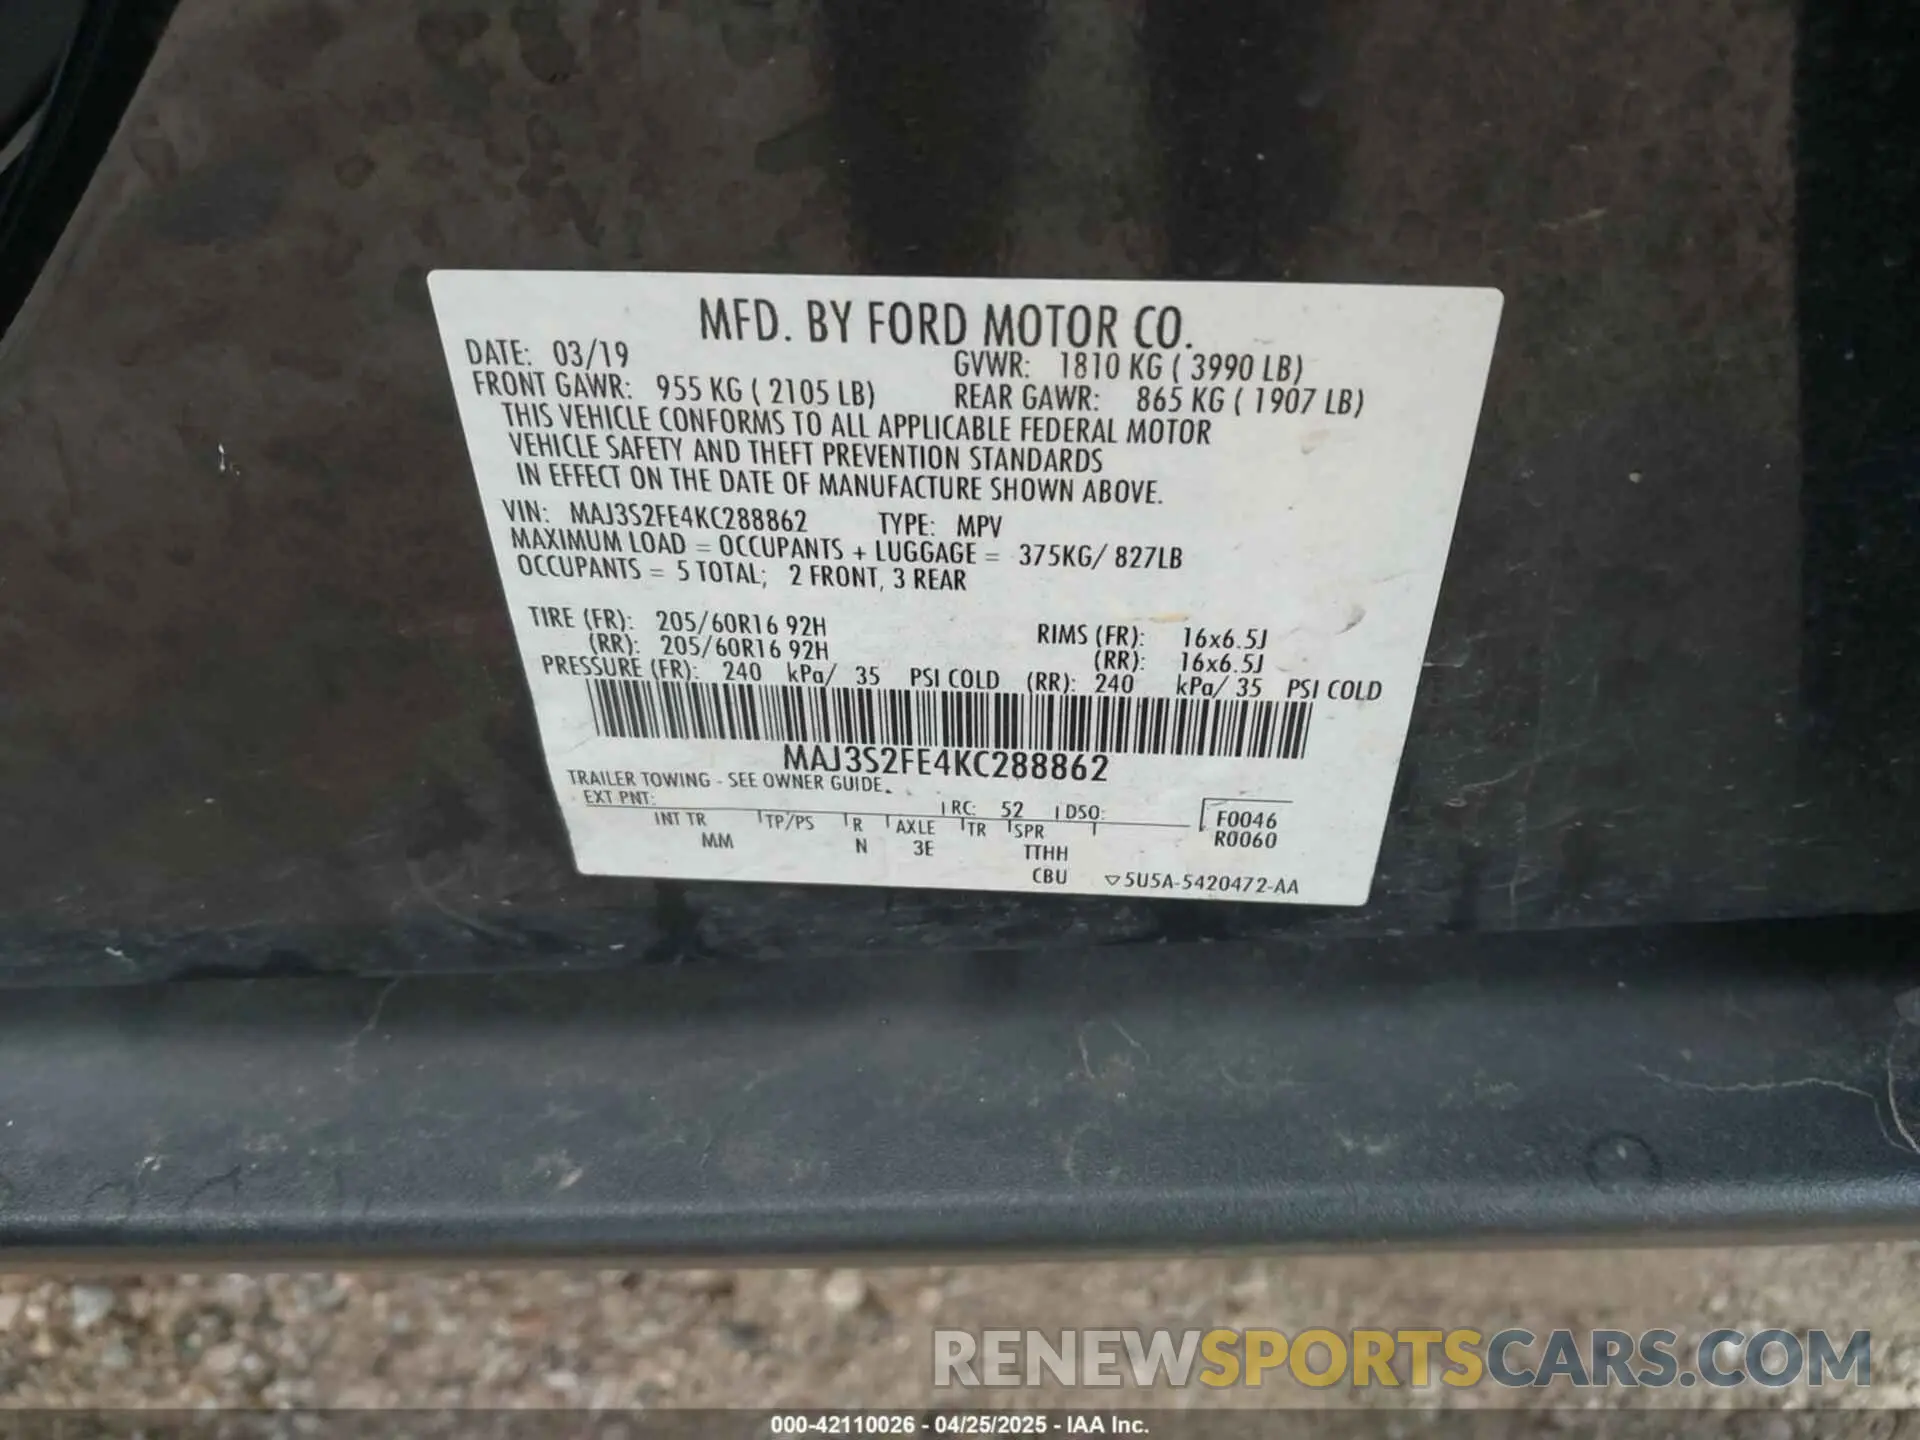 MFD. BY FORD MOTOR CO.
DATE: 03/19 GVWR: 1810 KG ( 3990 LB)
FRONT GAWR: 955 KG ( 2105 LB) REAR GAWR: 865 KG ( 1907 LB)
THIS VEHICLE CONFORMS TO ALL APPLICABLE FEDERAL MOTOR
VEHICLE SAFETY AND THEFT PREVENTION STANDARDS
IN EFFECT ON THE DATE OF MANUFACTURE SHOWN ABOVE.
VIN: MAJ3S2FE4KC288862 TYPE: MPV
MAXIMUM LOAD = OCCUPANTS + LUGGAGE = 375KG/ 827LB
OCCUPANTS = 5 TOTAL; 2 FRONT, 3 REAR
TIRE (FR): 205/60R16 92H RIMS (FR): 16x6.5J
(RR): 205/60R16 92H (RR): 16x6.5J
PRESSURE (FR): 240 kPa/ 35 PSI COLD (RR): 240 kPa/ 35 PSI COLD
MAJ3S2FE4KC288862
TRAILER TOWING - SEE OWNER GUIDE.
EXT PNT: RC: 52 DSO: F0046
INT TR TP/PS R AXLE TR SPR R0060
MM N 3E TTHH
CBU ▽5U5A-5420472-AA
RENEWSPORTSCARS.COM
000-42110026 - 04/25/2025 - IAA Inc.